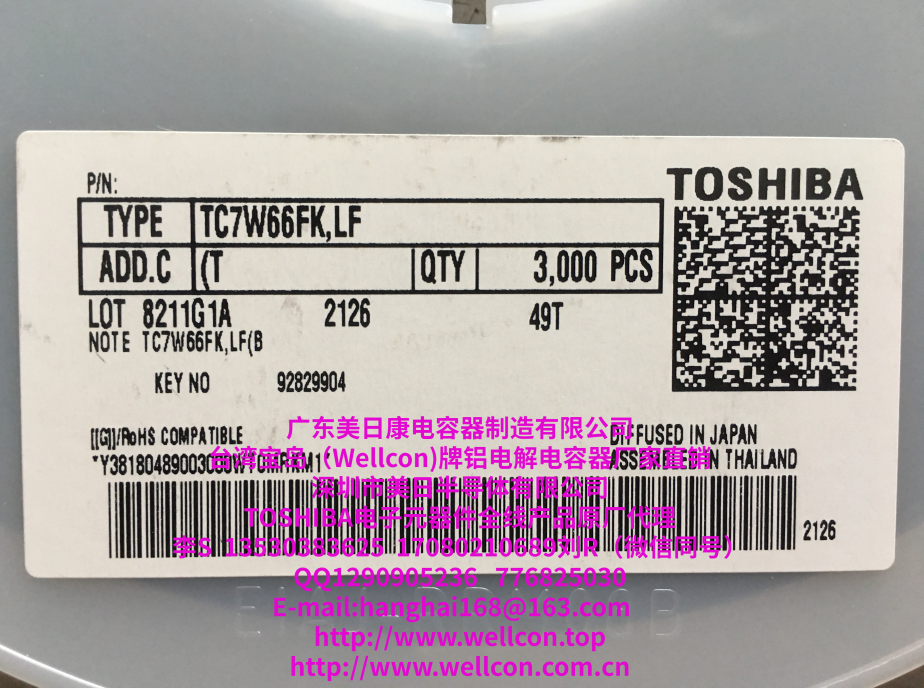 P/N:
TOSHIBA
TYPE TC7W66FK,LF
ADD.C (T QTY 3,000 PCS
LOT 8211G1A 2126 49T
NOTE TC7W66FK,LF(B
KEY NO 92829904
[[G]]/RoHS COMPATIBLE
DIFFUSED IN JAPAN
ASSEMBLED IN THAILAND
2126
广东美日康电容器制造有限公司
台湾宝岛（Wellcon)牌铝电解电容器厂家直销
深圳市美日半导体有限公司
TOSHIBA电子元器件全线产品原厂代理
李S 13530383625 17080210689刘R（微信同号）
QQ1290905236 776825030
E-mail:hanghai168@163.com
http://www.wellcon.top
http://www.wellcon.com.cn